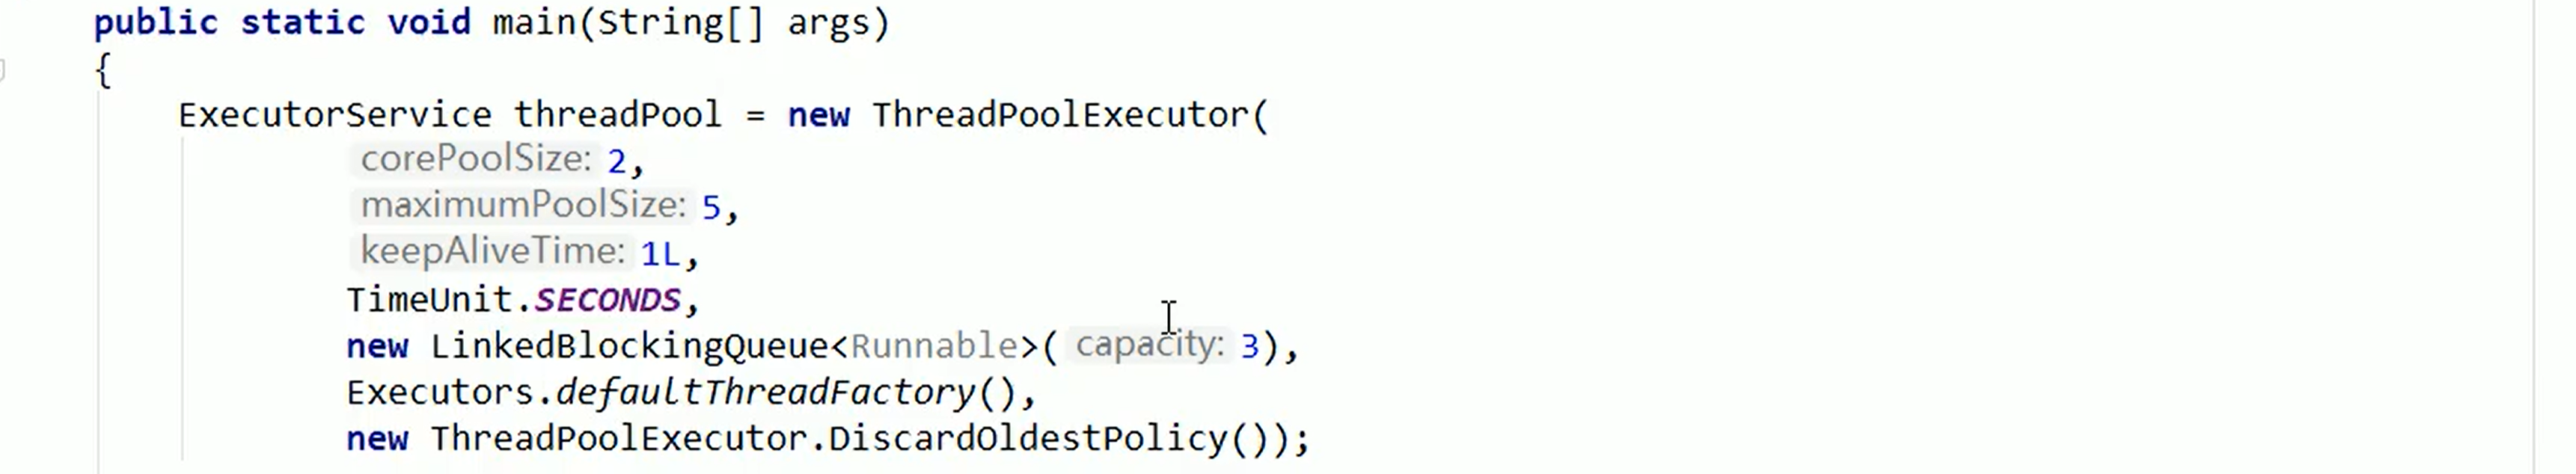 public static void main(String[] args)
{
ExecutorService threadPool = new ThreadPoolExecutor(
corePoolSize: 2,
maximumPoolSize: 5,
keepAliveTime: 1L,
TimeUnit.SECONDS,
new LinkedBlockingQueue<Runnable>( capacity: 3),
Executors.defaultThreadFactory(),
new ThreadPoolExecutor.DiscardOldestPolicy());